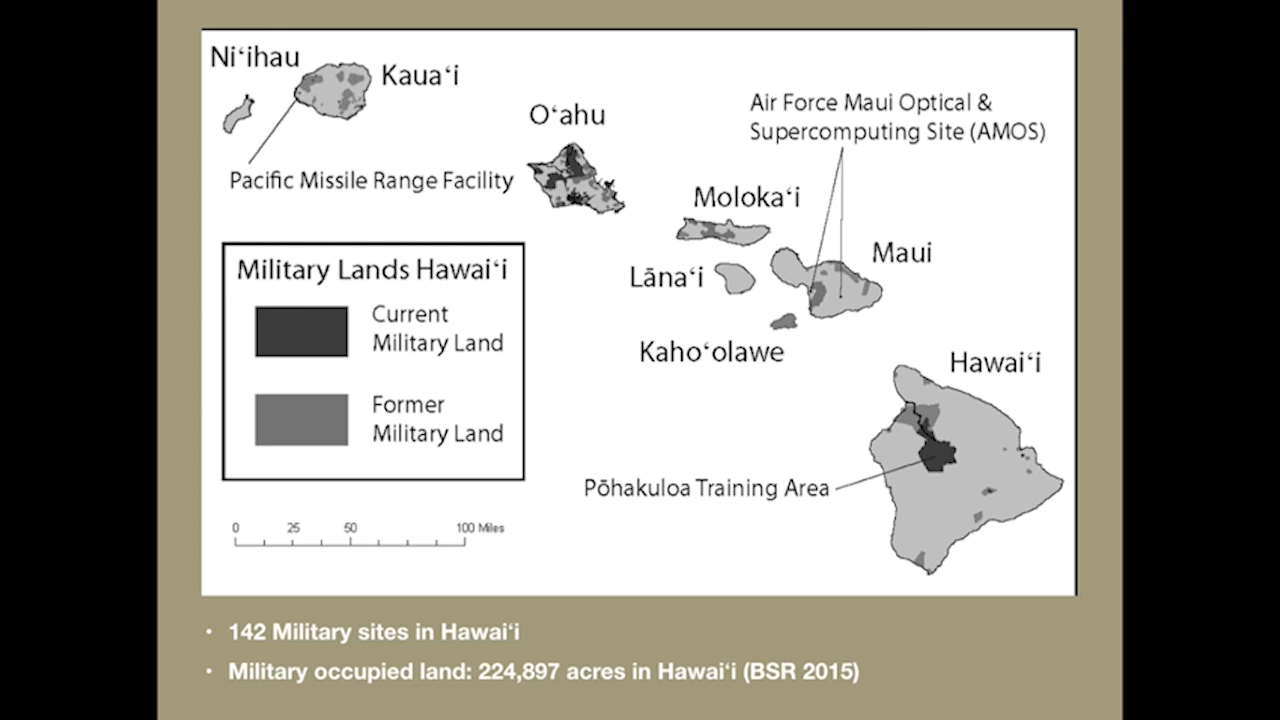 Niʻihau
Kauaʻi
Oʻahu
Air Force Maui Optical &
Supercomputing Site (AMOS)
Pacific Missile Range Facility
Molokaʻi
Maui
Lānaʻi
Military Lands Hawaiʻi
Current
Military Land
Kahoʻolawe
Hawaiʻi
Former
Military Land
Pōhakuloa Training Area
0 25 50 100 Miles
• 142 Military sites in Hawaiʻi
• Military occupied land: 224,897 acres in Hawaiʻi (BSR 2015)